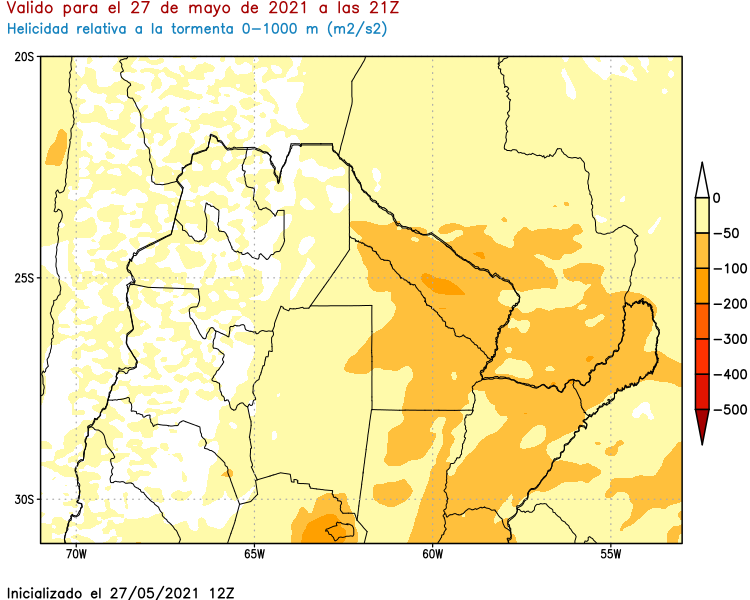 Valido para el 27 de mayo de 2021 a las 21Z
Helicidad relativa a la tormenta 0-1000 m (m2/s2)
20S
25S
30S
70W
65W
60W
55W
0
-50
-100
-200
-300
-400
-500
Inicializado el 27/05/2021 12Z